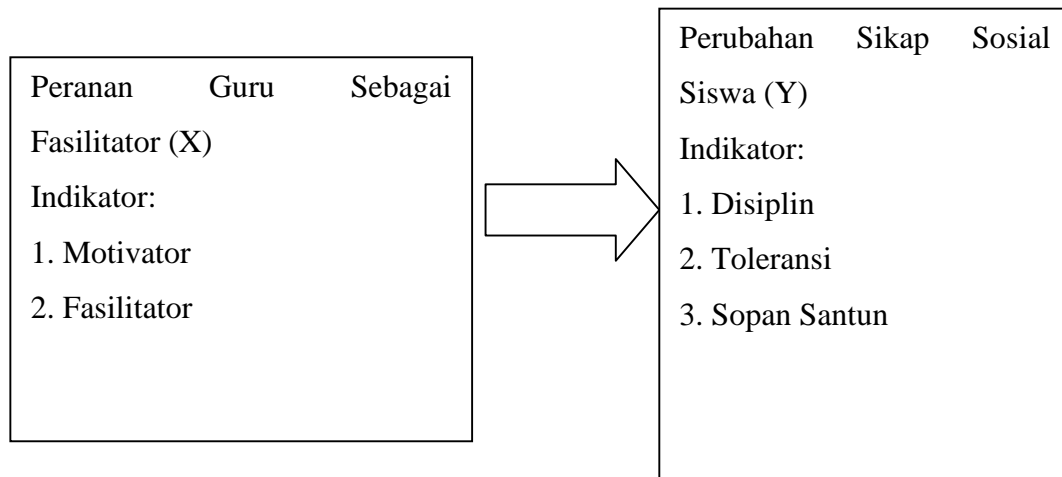 Peranan Guru Sebagai
Fasilitator (X)
Indikator:
1. Motivator
2. Fasilitator
Perubahan Sikap Sosial
Siswa (Y)
Indikator:
1. Disiplin
2. Toleransi
3. Sopan Santun